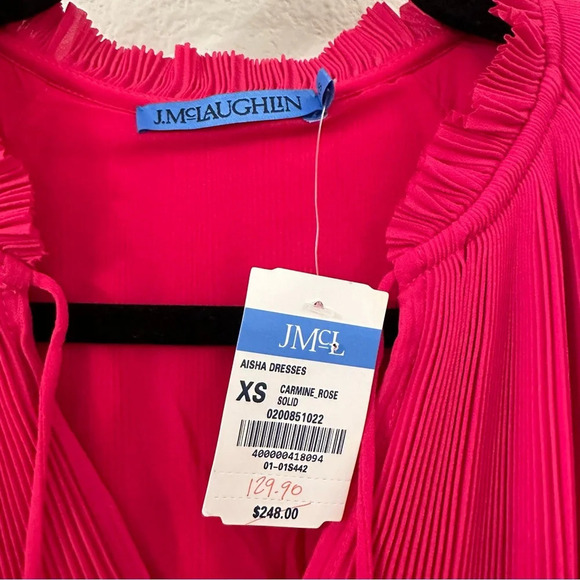 J.McLAUGHLIN
JMcL
AISHA DRESSES
XS CARMINE_ROSE
SOLID
0200851022
400000418094
01-01S442
129.90
$248.00